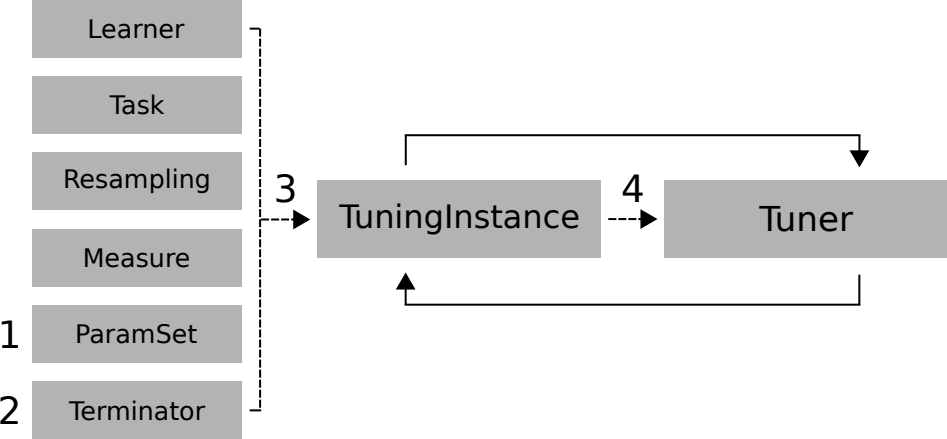 Learner
Task
Resampling
Measure
1 ParamSet
2 Terminator
3
TuningInstance
4
Tuner